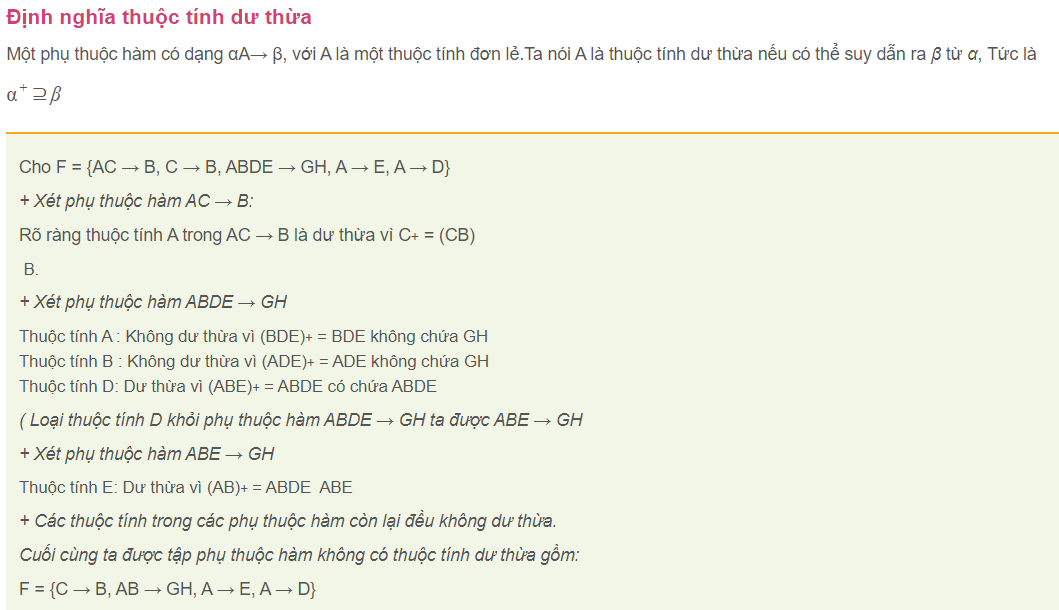 Định nghĩa thuộc tính dư thừa
Một phụ thuộc hàm có dạng αA→ β, với A là một thuộc tính đơn lẻ.Ta nói A là thuộc tính dư thừa nếu có thể suy dẫn ra β từ α, Tức là
α⁺ ⊇ β
Cho F = {AC → B, C → B, ABDE → GH, A → E, A → D}
+ Xét phụ thuộc hàm AC → B:
Rõ ràng thuộc tính A trong AC → B là dư thừa vì C+ = (CB)
B.
+ Xét phụ thuộc hàm ABDE → GH
Thuộc tính A : Không dư thừa vì (BDE)+ = BDE không chứa GH
Thuộc tính B : Không dư thừa vì (ADE)+ = ADE không chứa GH
Thuộc tính D: Dư thừa vì (ABE)+ = ABDE có chứa ABDE
( Loại thuộc tính D khỏi phụ thuộc hàm ABDE → GH ta được ABE → GH
+ Xét phụ thuộc hàm ABE → GH
Thuộc tính E: Dư thừa vì (AB)+ = ABDE  ABE
+ Các thuộc tính trong các phụ thuộc hàm còn lại đều không dư thừa.
Cuối cùng ta được tập phụ thuộc hàm không có thuộc tính dư thừa gồm:
F = {C → B, AB → GH, A → E, A → D}